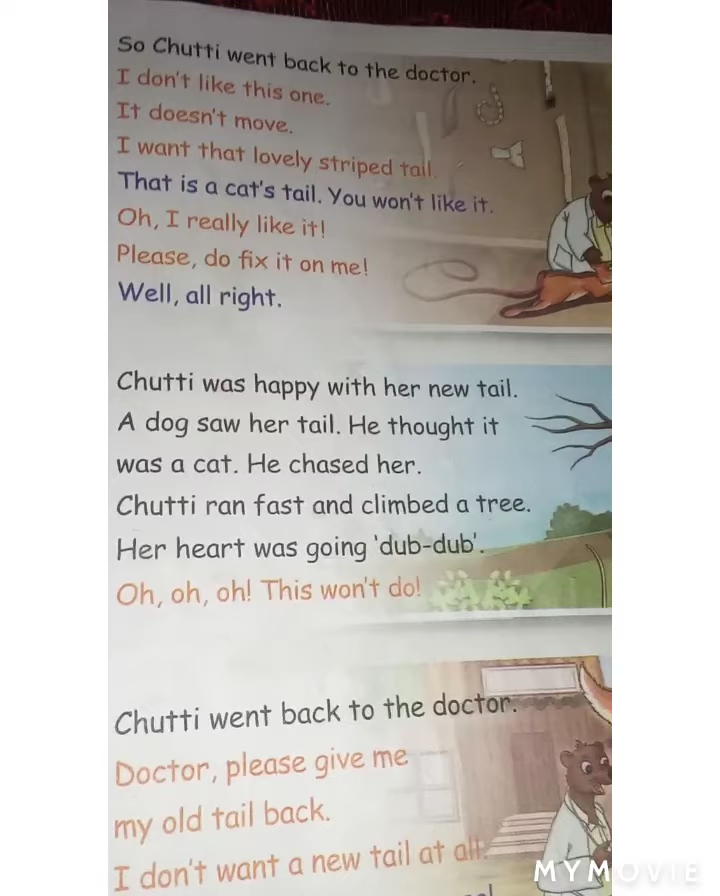 So Chutti went back to the doctor.
I don't like this one.
It doesn't move.
I want that lovely striped tail.
That is a cat's tail. You won't like it.
Oh, I really like it!
Please, do fix it on me!
Well, all right.
Chutti was happy with her new tail.
A dog saw her tail. He thought it
was a cat. He chased her.
Chutti ran fast and climbed a tree.
Her heart was going 'dub-dub'.
Oh, oh, oh! This won't do!
Chutti went back to the doctor.
Doctor, please give me
my old tail back.
I don't want a new tail at all.
MYMOVIE